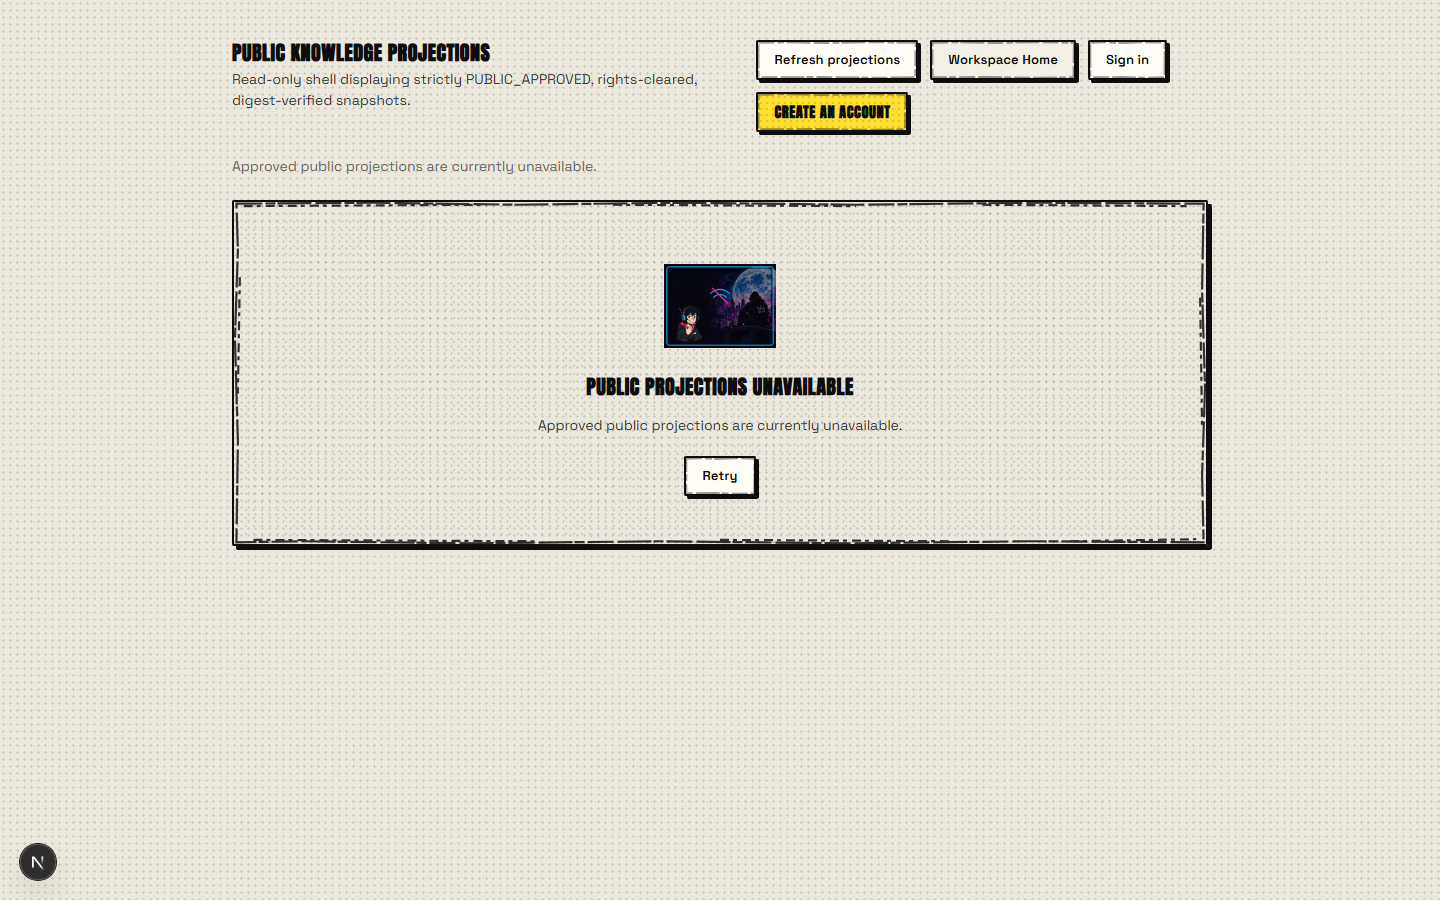 PUBLIC KNOWLEDGE PROJECTIONS
Read-only shell displaying strictly PUBLIC_APPROVED, rights-cleared,
digest-verified snapshots.
Refresh projections
Workspace Home
Sign in
CREATE AN ACCOUNT
Approved public projections are currently unavailable.
PUBLIC PROJECTIONS UNAVAILABLE
Approved public projections are currently unavailable.
Retry
N